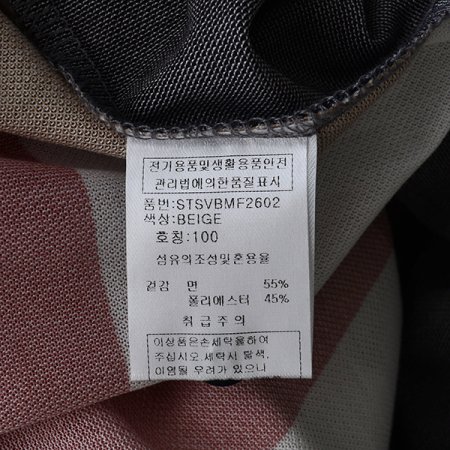 전기용품및생활용품안전
관리법에의한품질표시
품번:STSVBMF2602
색상:BEIGE
호칭:100
섬유의조성및혼용율
겉감 면 55%
폴리에스터 45%
취급주의
이상품은손세탁을하여
주십시오 세탁시 탈색,
이염될 우려가 있으니